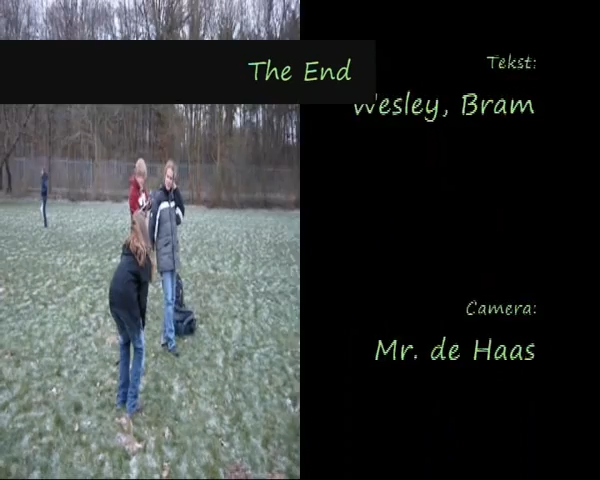 The End
Tekst:
Wesley, Bram
Camera:
Mr. de Haas